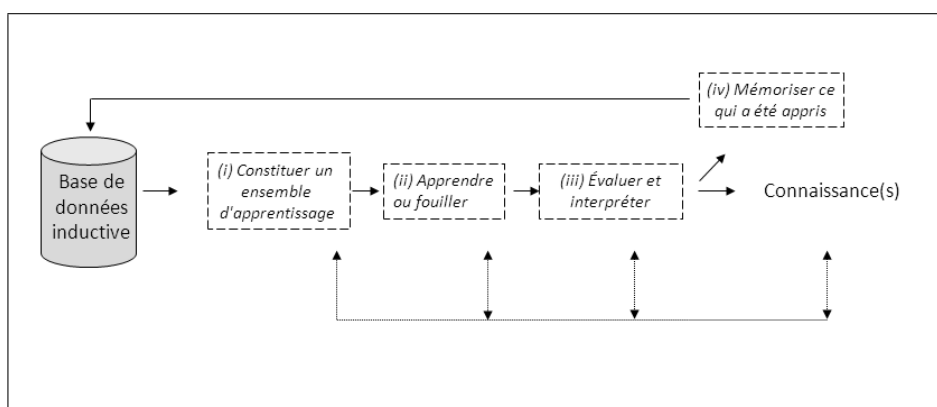 (iv) Mémoriser ce
qui a été appris
Base de
données
inductive
(i) Constituer un
ensemble
d'apprentissage
(ii) Apprendre
ou fouiller
(iii) Évaluer et
interpréter
Connaissance(s)